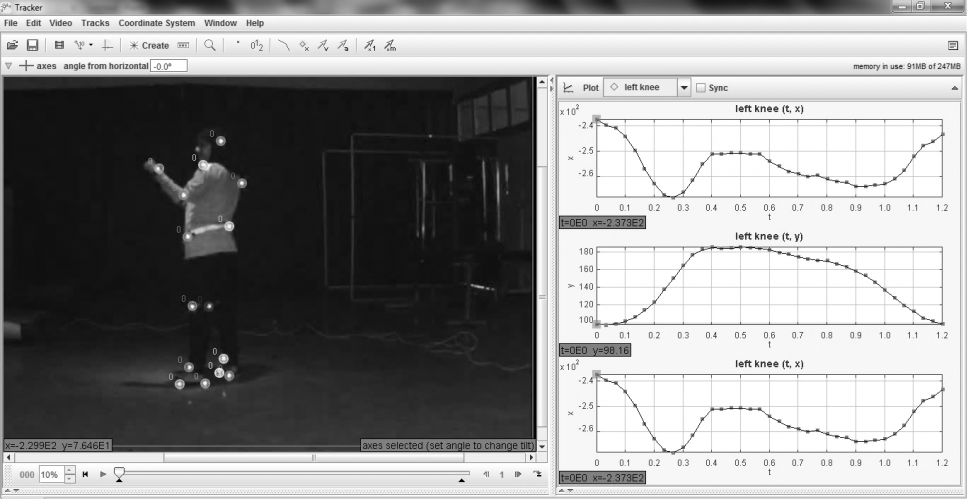 Tracker
File Edit Video Tracks Coordinate System Window Help
Create
axes angle from horizontal -0.0° memory in use: 91MB of 247MB
Plot left knee Sync
left knee (t, x)
x 10²
-2.4
-2.5
-2.6
x
0 0.1 0.2 0.3 0.4 0.5 0.6 0.7 0.8 0.9 1.0 1.1 1.2
t
t=0E0 x=-2.373E2
left knee (t, y)
180
160
140
120
100
y
0 0.1 0.2 0.3 0.4 0.5 0.6 0.7 0.8 0.9 1.0 1.1 1.2
t
t=0E0 y=98.16
left knee (t, x)
x 10²
-2.4
-2.5
-2.6
x
0 0.1 0.2 0.3 0.4 0.5 0.6 0.7 0.8 0.9 1.0 1.1 1.2
t
t=0E0 x=-2.373E2
x=-2.299E2 y=7.646E1 axes selected (set angle to change tilt)
000 10% 1